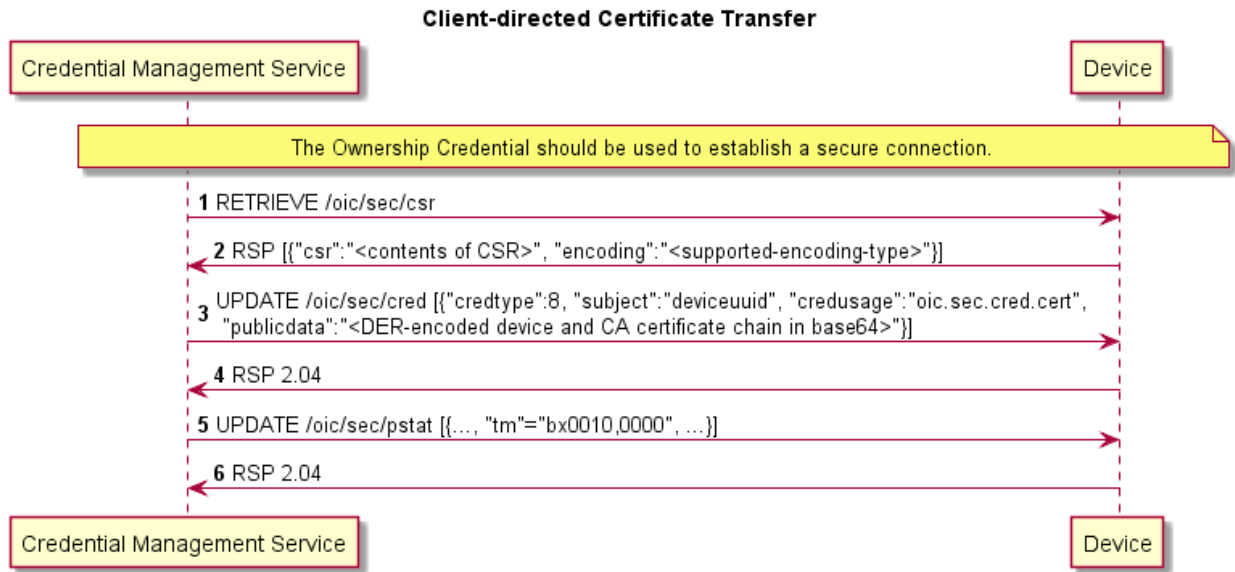 Client-directed Certificate Transfer
Credential Management Service
Device
The Ownership Credential should be used to establish a secure connection.
1 RETRIEVE /oic/sec/csr
2 RSP [{"csr":"<contents of CSR>", "encoding":"<supported-encoding-type>"}]
3 UPDATE /oic/sec/cred [{"credtype":8, "subject":"deviceuuid", "credusage":"oic.sec.cred.cert",
"publicdata":"<DER-encoded device and CA certificate chain in base64>"}]
4 RSP 2.04
5 UPDATE /oic/sec/pstat [{..., "tm"="bx0010,0000", ...}]
6 RSP 2.04
Credential Management Service
Device